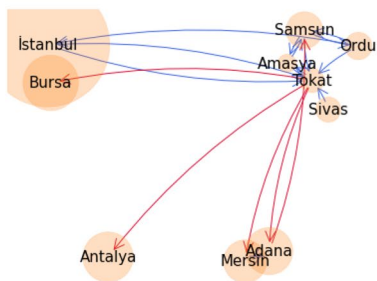 Samsun
İstanbul
Ordu
Amasya
Bursa
Tokat
Sivas
Antalya
Adana
Mersin